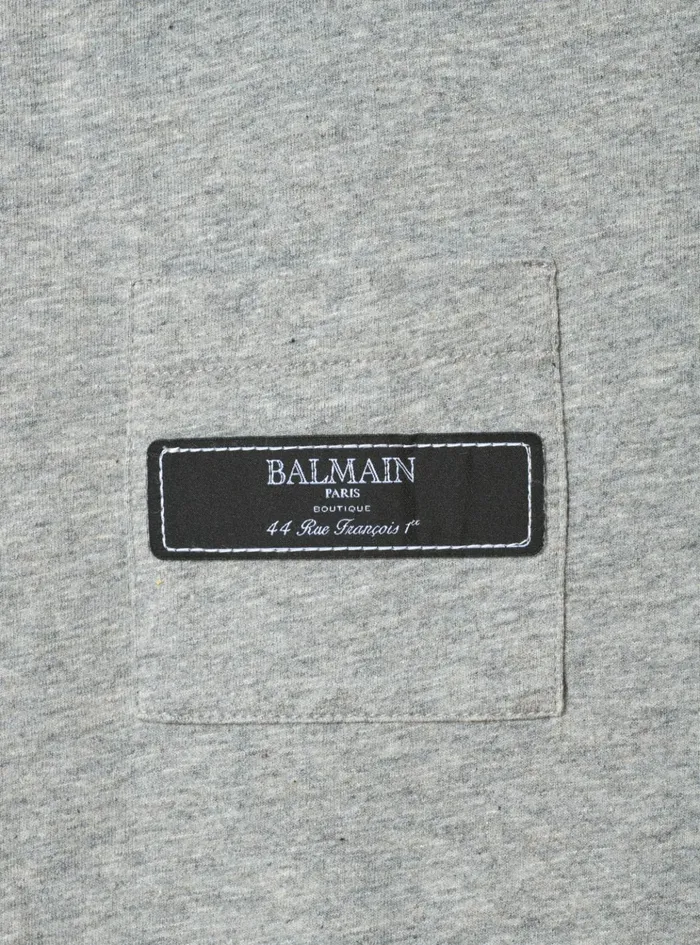 BALMAIN
PARIS
BOUTIQUE
44 Rue François 1er